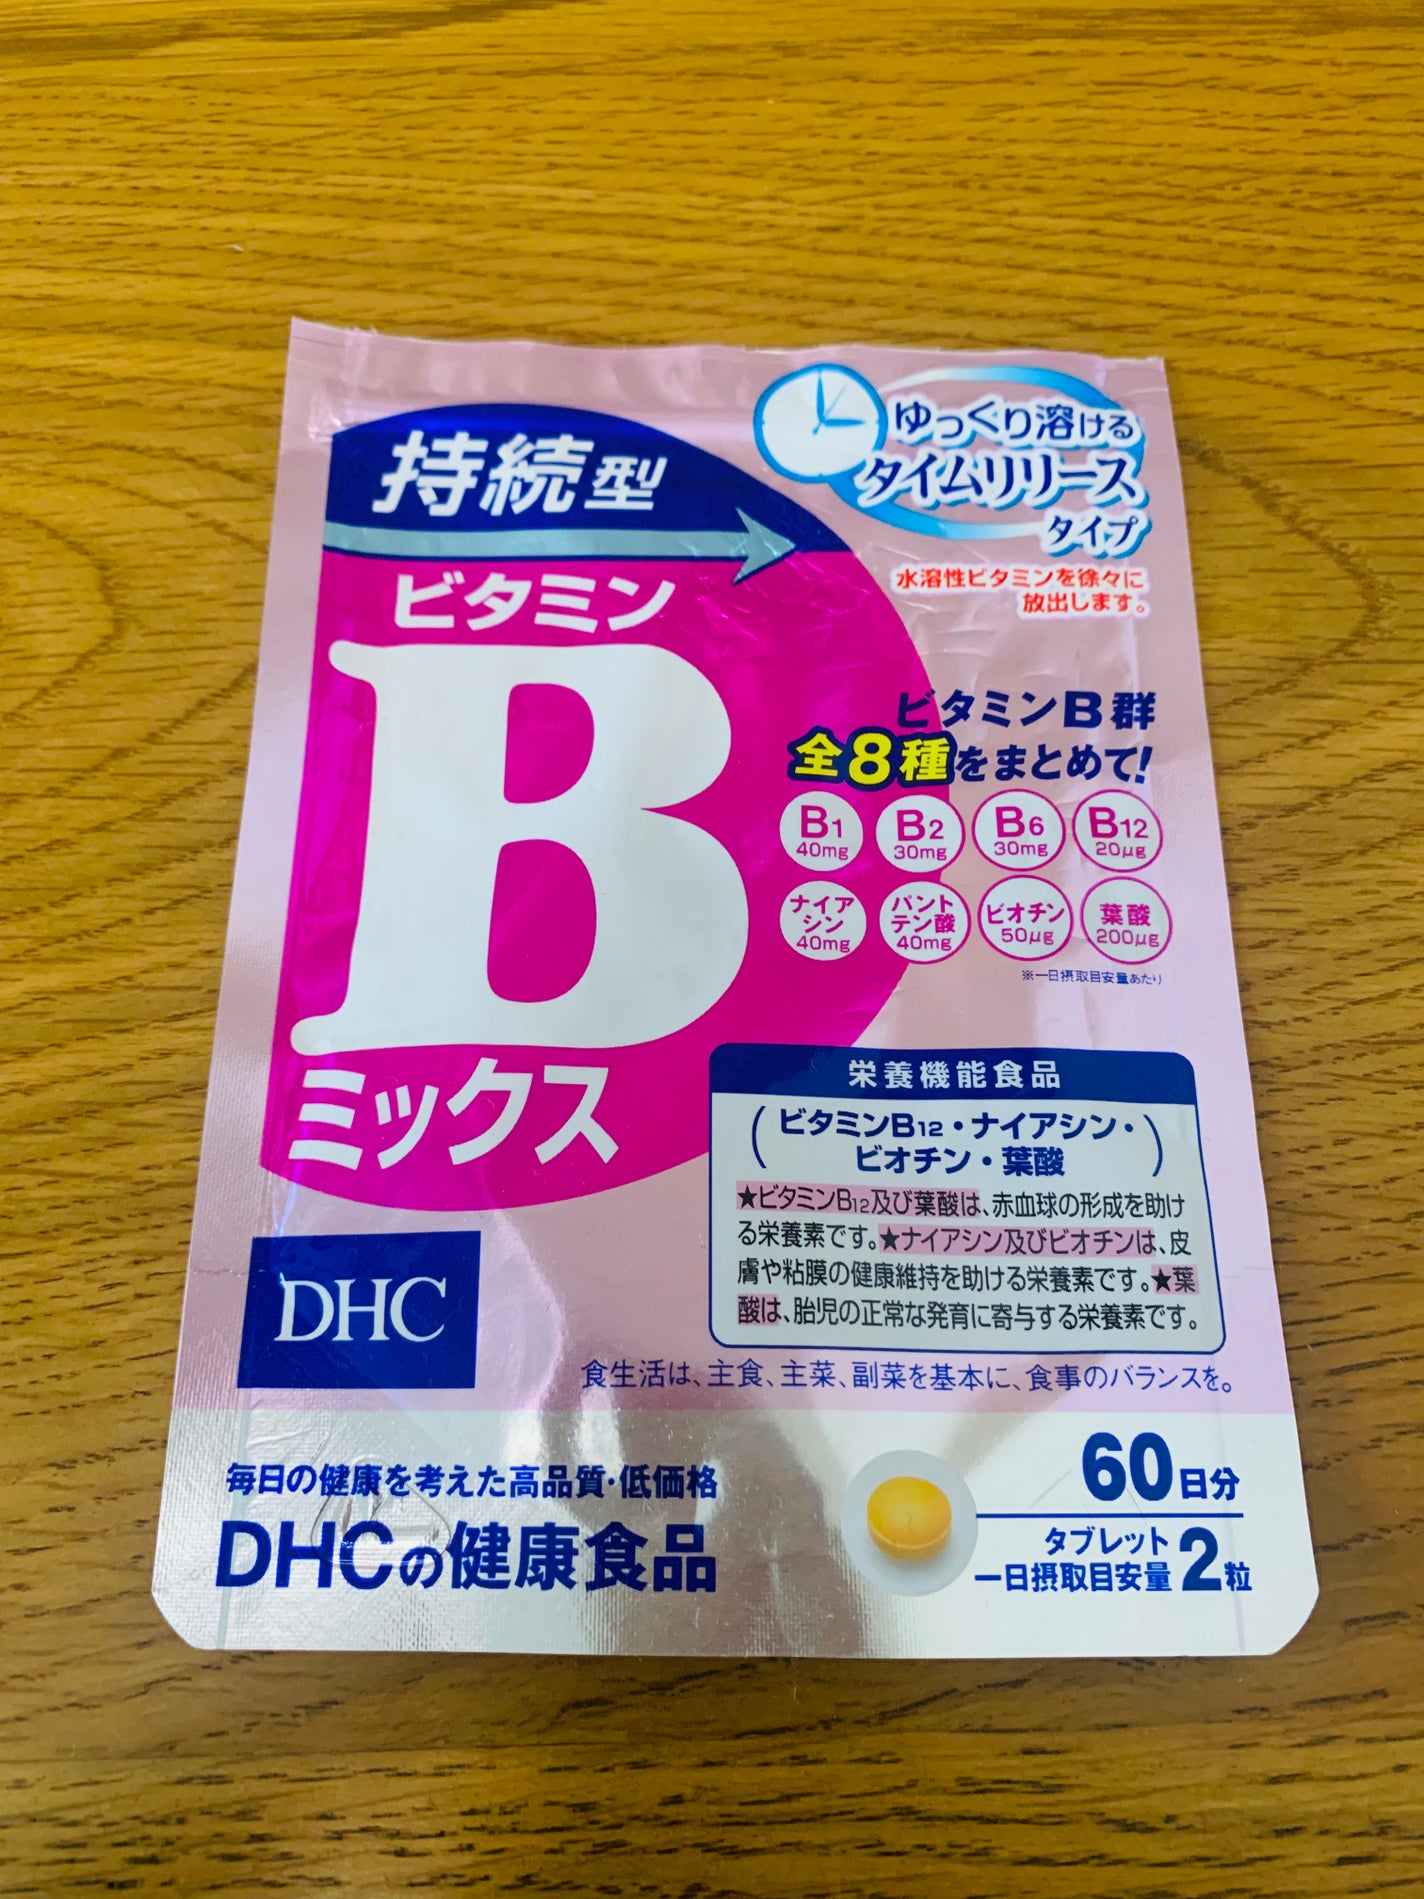 持続型
ビタミン
B
ミックス
ゆっくり溶ける
タイムリリース
タイプ
水溶性ビタミンを徐々に
放出します。
ビタミンB群
全8種をまとめて!
B1
40mg
B2
30mg
B6
30mg
B12
20μg
ナイア
シン
40mg
パント
テン酸
40mg
ビオチン
50μg
葉酸
200μg
※一日摂取目安量あたり
栄養機能食品
(ビタミンB12・ナイアシン・
ビオチン・葉酸)
★ビタミンB12及び葉酸は、赤血球の形成を助け
る栄養素です。★ナイアシン及びビオチンは、皮
膚や粘膜の健康維持を助ける栄養素です。★葉
酸は、胎児の正常な発育に寄与する栄養素です。
DHC
食生活は、主食、主菜、副菜を基本に、食事のバランスを。
毎日の健康を考えた高品質・低価格
DHCの健康食品
60日分
タブレット
一日摂取目安量 2粒